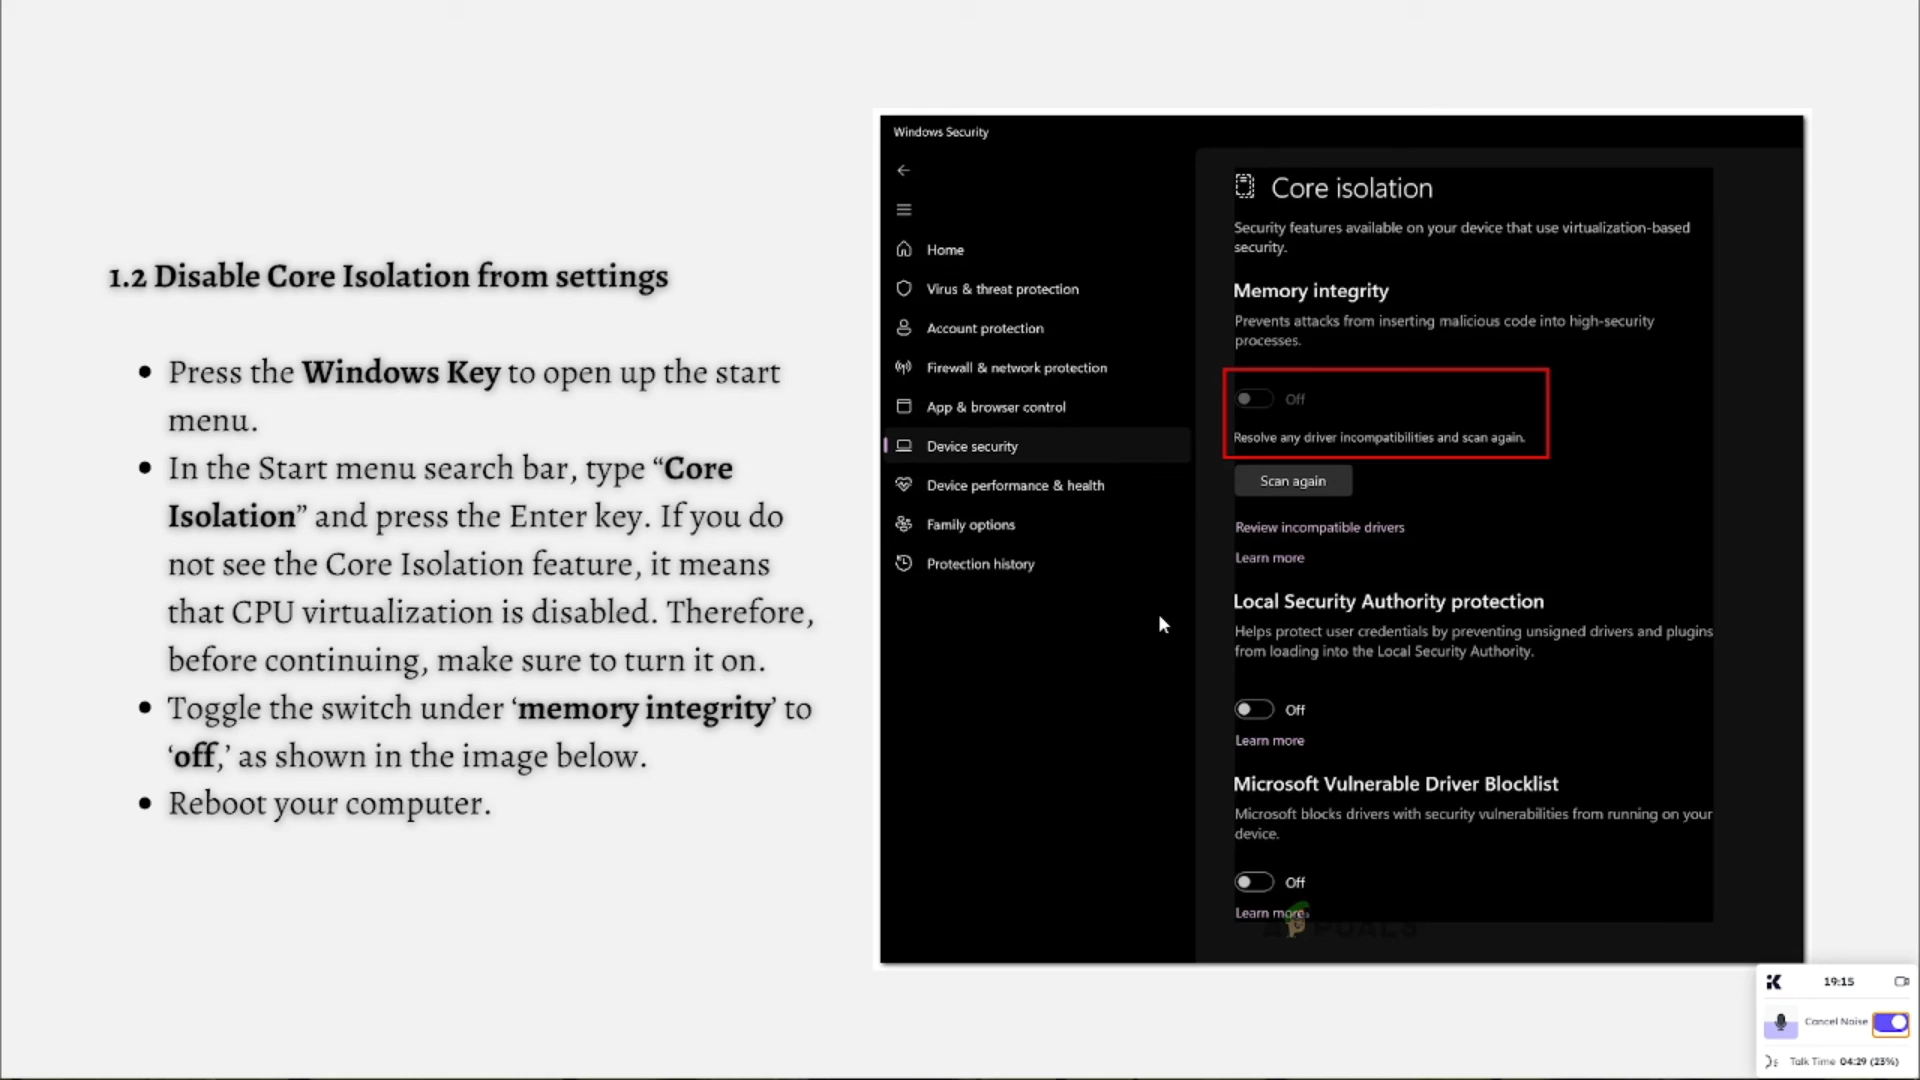 1.2 Disable Core Isolation from settings
Press the Windows Key to open up the start
menu.
In the Start menu search bar, type “Core
Isolation” and press the Enter key. If you do
not see the Core Isolation feature, it means
that CPU virtualization is disabled. Therefore,
before continuing, make sure to turn it on.
Toggle the switch under ‘memory integrity’ to
‘off,’ as shown in the image below.
Reboot your computer.
Windows Security
Home
Virus & threat protection
Account protection
Firewall & network protection
App & browser control
Device security
Device performance & health
Family options
Protection history
Core isolation
Security features available on your device that use virtualization-based
security.
Memory integrity
Prevents attacks from inserting malicious code into high-security
processes.
Off
Resolve any driver incompatibilities and scan again.
Scan again
Review incompatible drivers
Learn more
Local Security Authority protection
Helps protect user credentials by preventing unsigned drivers and plugins
from loading into the Local Security Authority.
Off
Learn more
Microsoft Vulnerable Driver Blocklist
Microsoft blocks drivers with security vulnerabilities from running on your
device.
Off
Learn more
19:15
Cancel Noise
Talk Time 04:29 (23%)